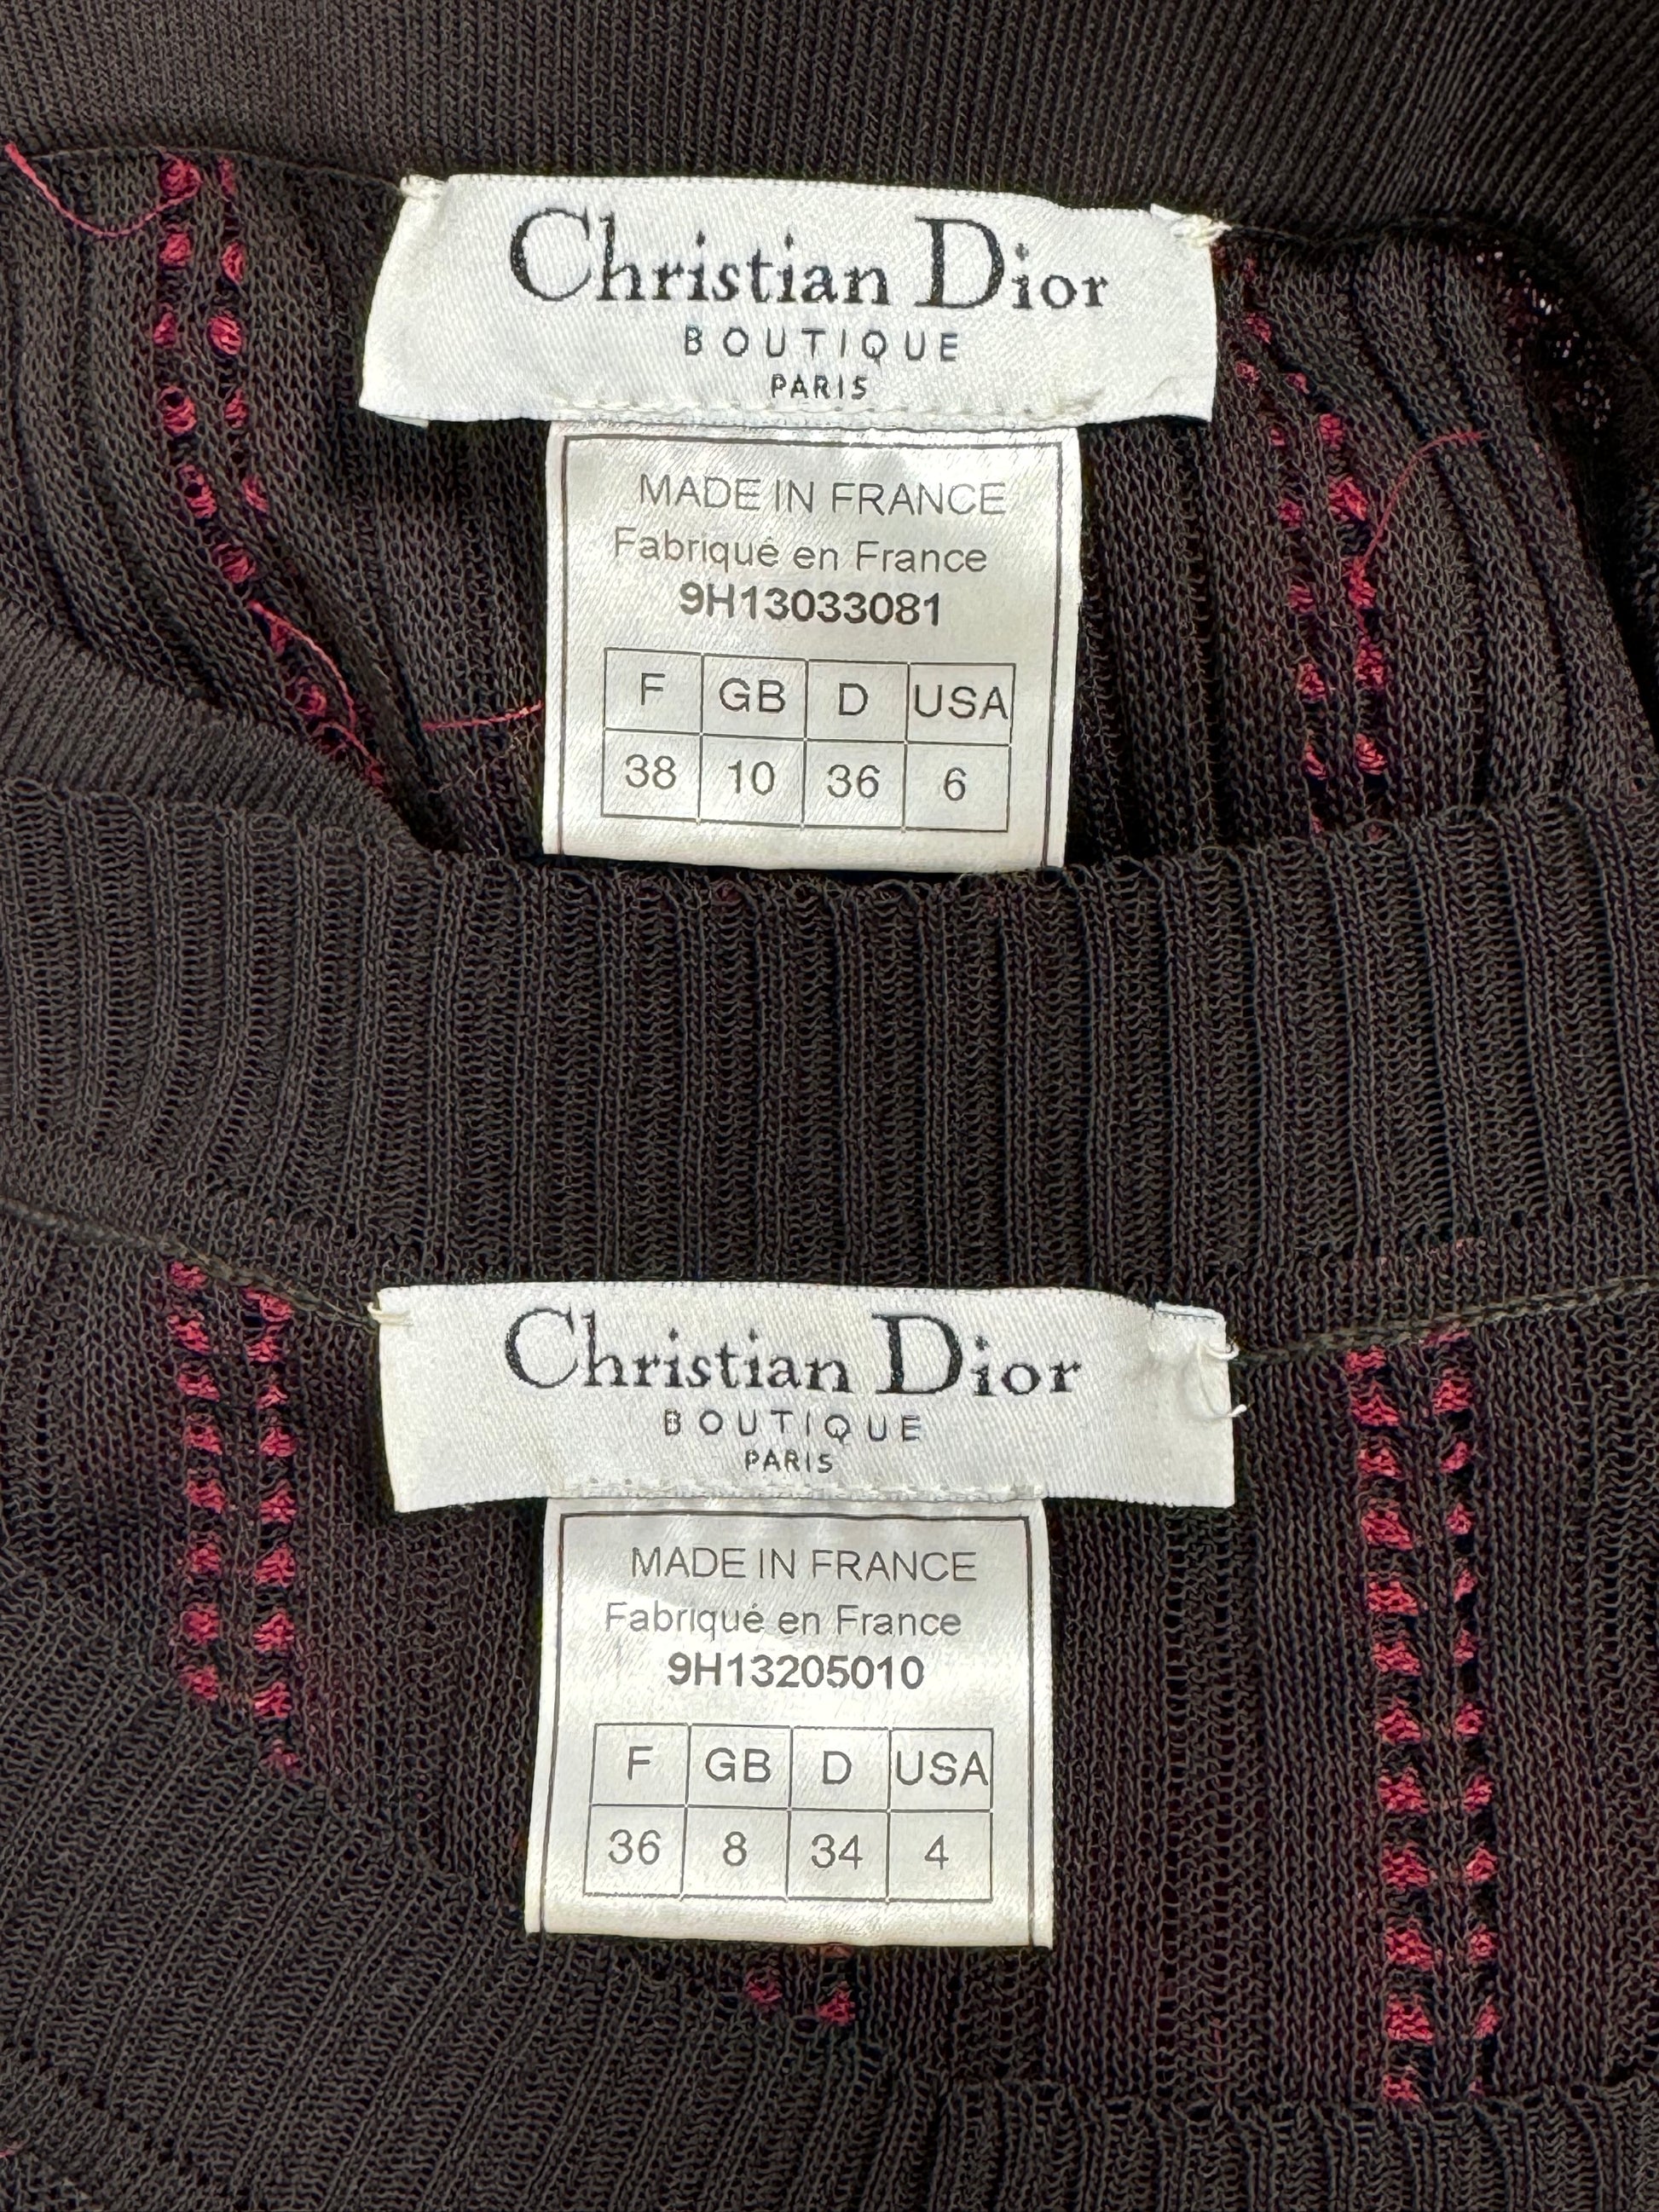 Christian Dior
BOUTIQUE
PARIS
MADE IN FRANCE
Fabriqué en France
9H13033081
F GB D USA
38 10 36 6
Christian Dior
BOUTIQUE
PARIS
MADE IN FRANCE
Fabriqué en France
9H13205010
F GB D USA
36 8 34 4